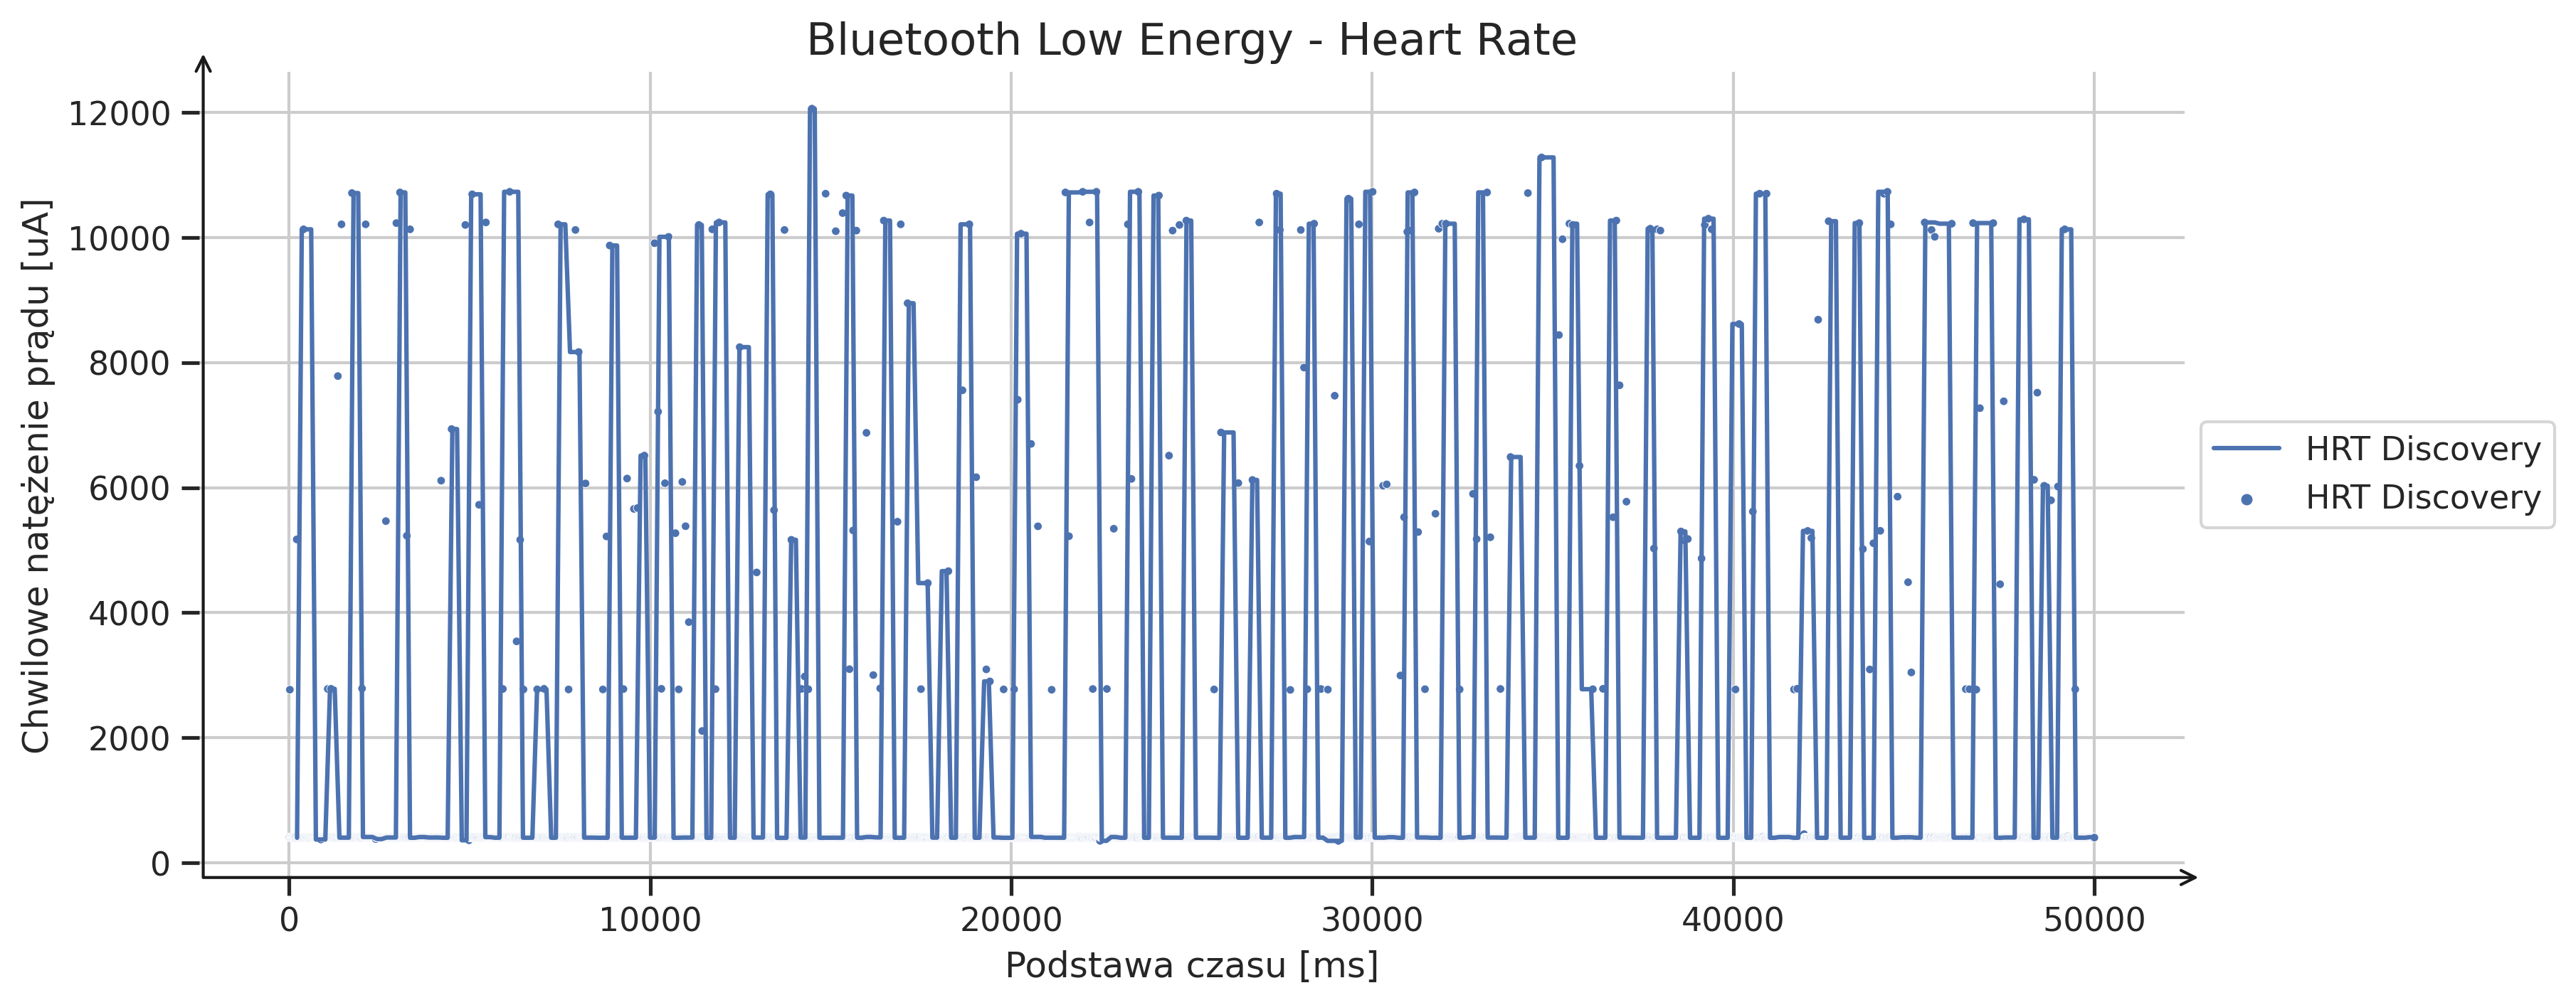 Bluetooth Low Energy - Heart Rate
Chwilowe natężenie prądu [uA]
12000
10000
8000
6000
4000
2000
0
0 10000 20000 30000 40000 50000
Podstawa czasu [ms]
HRT Discovery
HRT Discovery